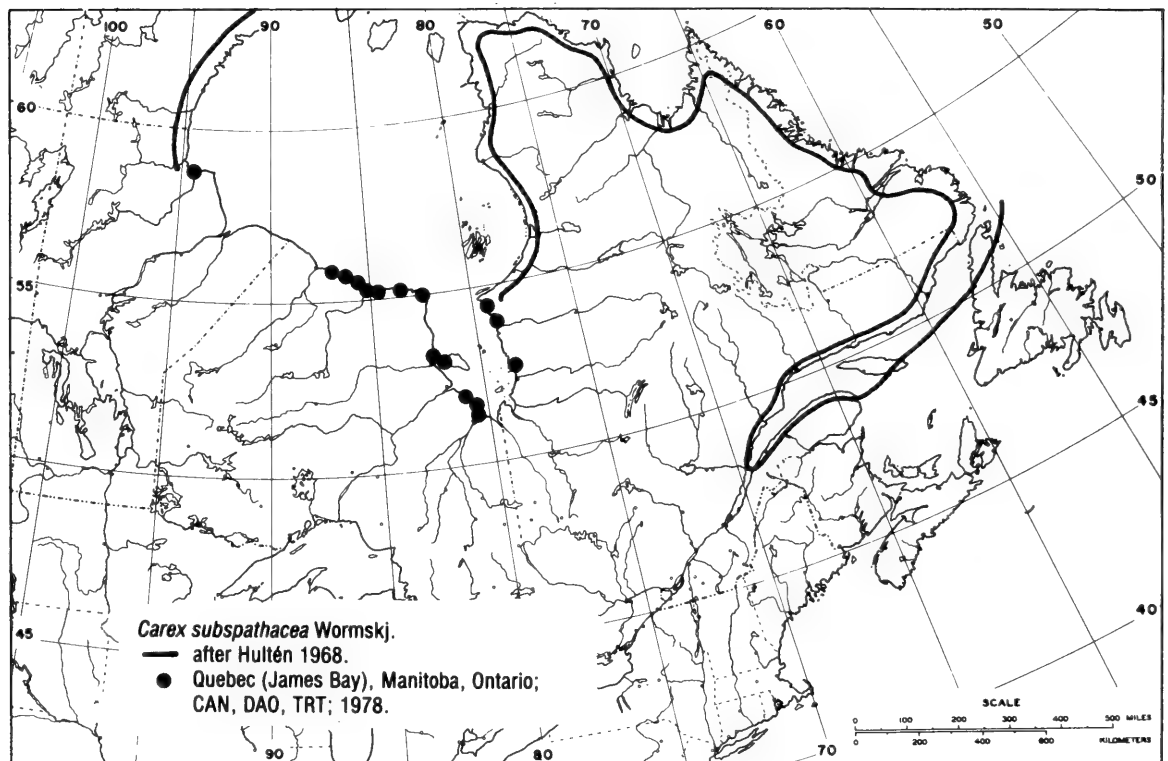 100 90 80 70 60 50
60
50
55
45
Carex subspathacea Wormskj.
after Hultén 1968.
Quebec (James Bay), Manitoba, Ontario;
CAN, DAO, TRT; 1978.
45
40
SCALE
0 100 200 300 400 500 MILES
0 200 400 600 KILOMETERS
90 80 70